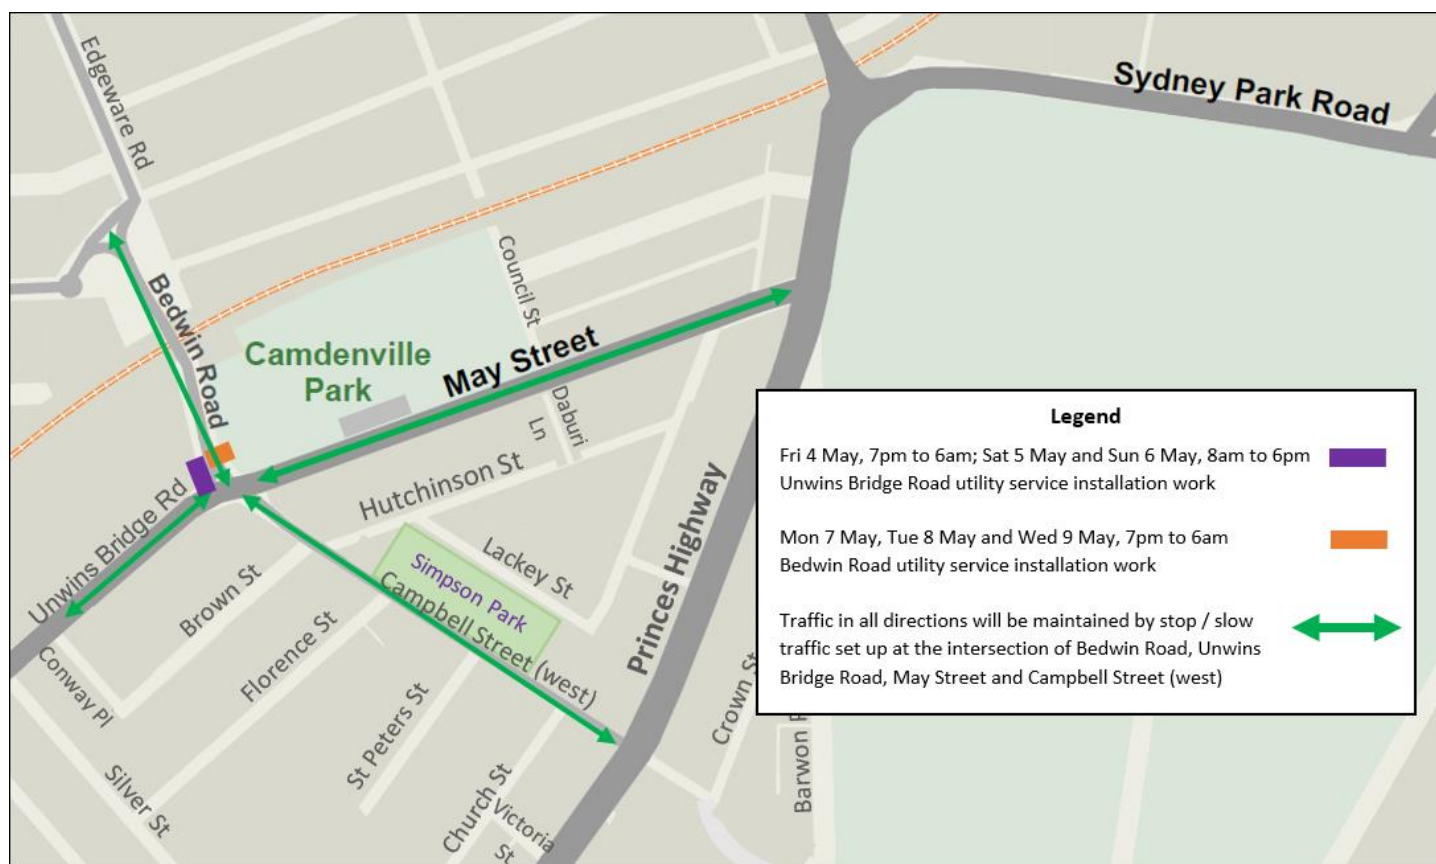 Sydney Park Road
Edgeware Rd
Bedwin Road
Council St
Camdenville
Park
May Street
Daburi
Ln
Hutchinson St
Unwins Bridge Rd
Lackey St
Simpson Park
Campbell Street (west)
Princes Highway
Brown St
Florence St
Conway Pl
St Peters St
Silver St
Church St
Victoria
St
Crown St
Barwon
Legend
Fri 4 May, 7pm to 6am; Sat 5 May and Sun 6 May, 8am to 6pm
Unwins Bridge Road utility service installation work
Mon 7 May, Tue 8 May and Wed 9 May, 7pm to 6am
Bedwin Road utility service installation work
Traffic in all directions will be maintained by stop / slow
traffic set up at the intersection of Bedwin Road, Unwins
Bridge Road, May Street and Campbell Street (west)